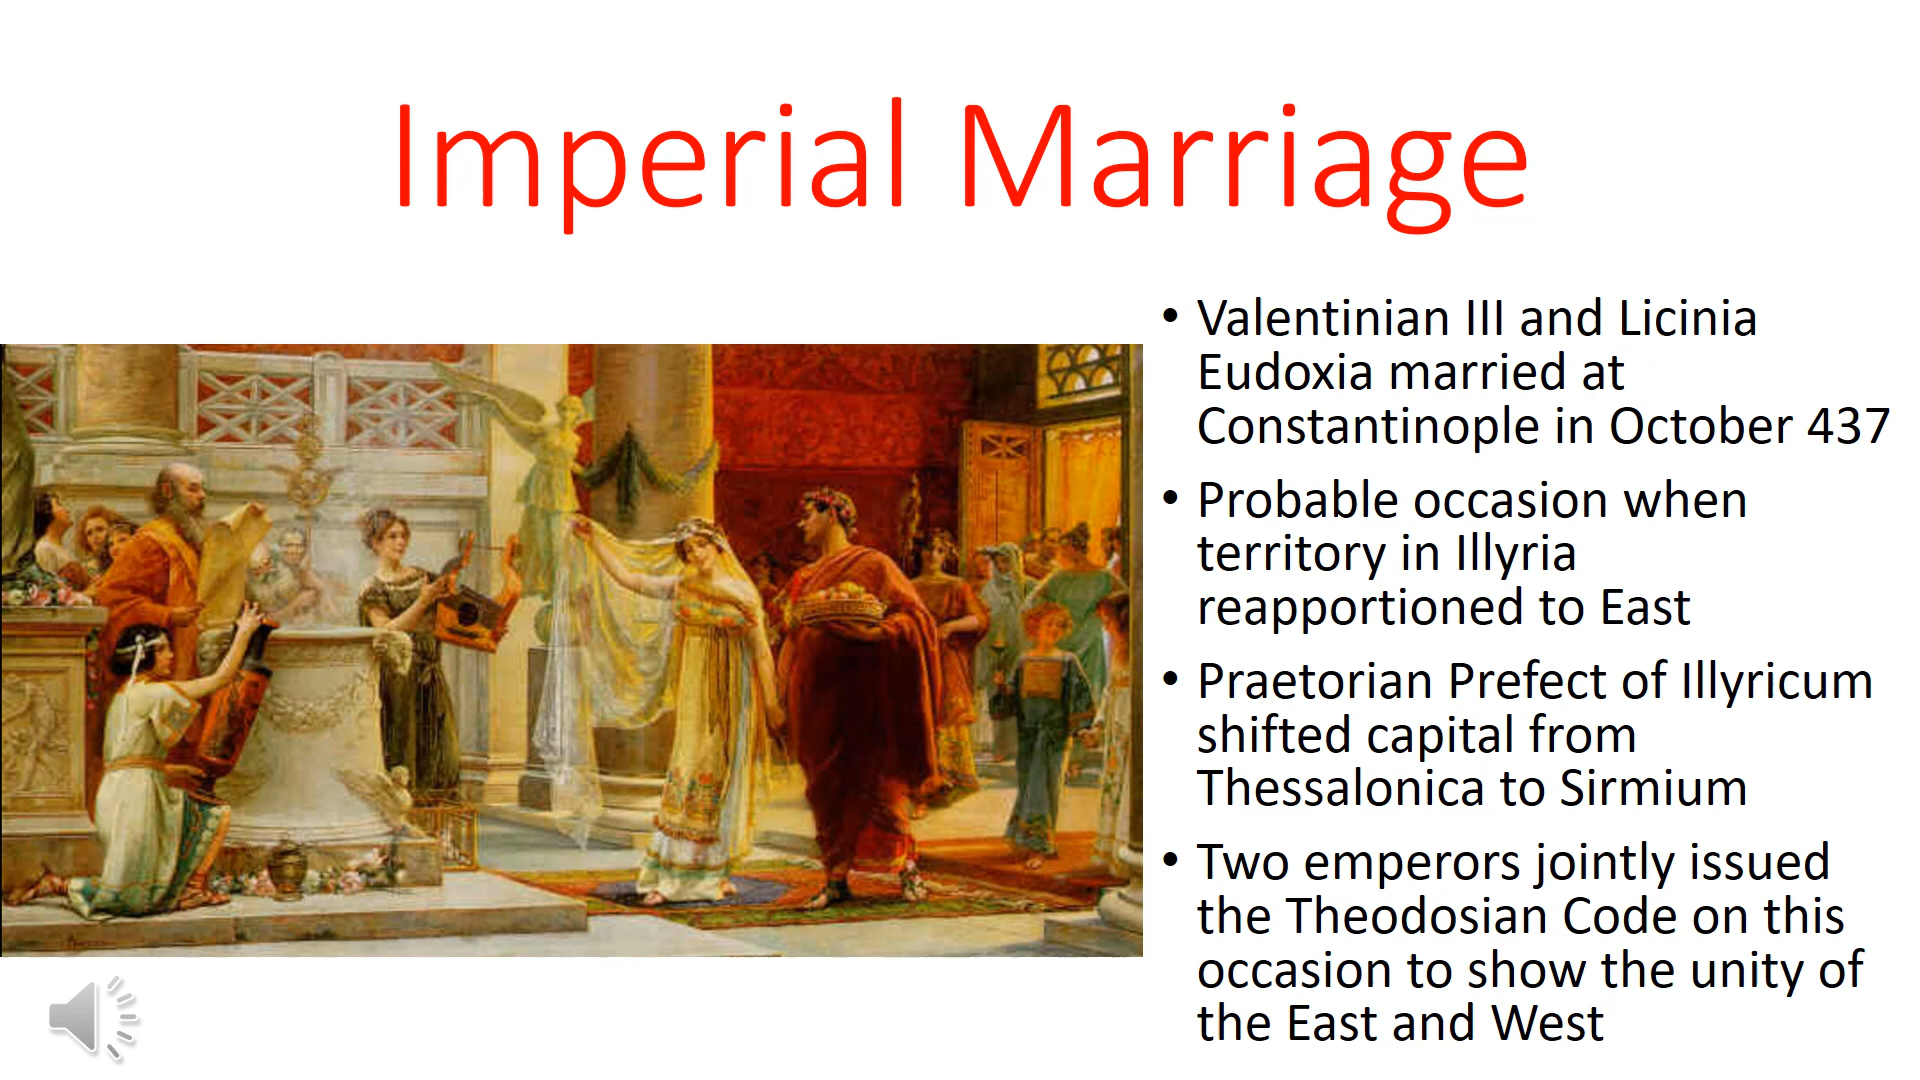 Imperial Marriage
• Valentinian III and Licinia
Eudoxia married at
Constantinople in October 437
• Probable occasion when
territory in Illyria
reapportioned to East
• Praetorian Prefect of Illyricum
shifted capital from
Thessalonica to Sirmium
• Two emperors jointly issued
the Theodosian Code on this
occasion to show the unity of
the East and West